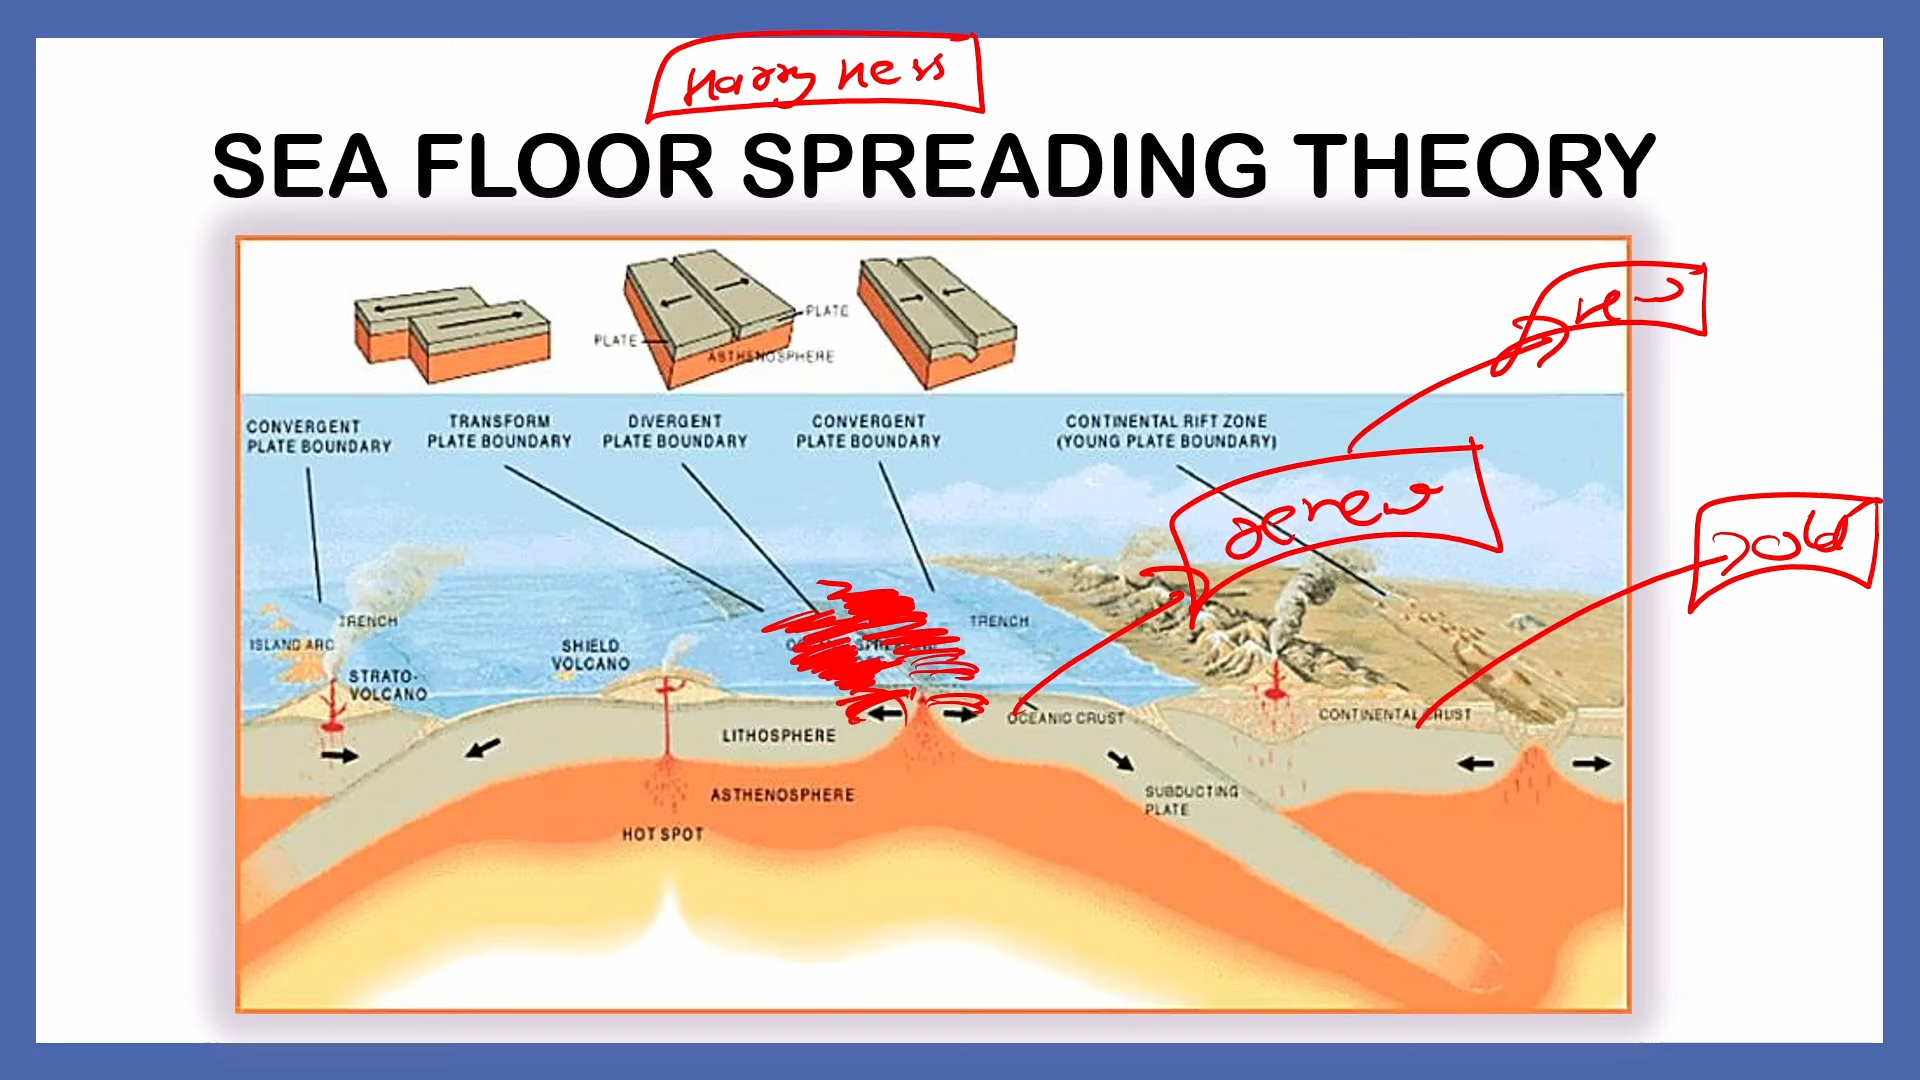 Harry Hess
SEA FLOOR SPREADING THEORY
PLATE
PLATE
ASTHENOSPHERE
new
CONVERGENT
PLATE BOUNDARY
TRANSFORM
PLATE BOUNDARY
DIVERGENT
PLATE BOUNDARY
CONVERGENT
PLATE BOUNDARY
CONTINENTAL RIFT ZONE
(YOUNG PLATE BOUNDARY)
renew
old
TRENCH
ISLAND ARC
STRATO-
VOLCANO
SHIELD
VOLCANO
TRENCH
LITHOSPHERE
OCEANIC CRUST
CONTINENTAL CRUST
ASTHENOSPHERE
HOT SPOT
SUBDUCTING
PLATE